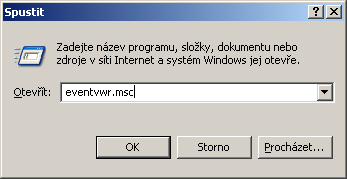 Spustit
Zadejte název programu, složky, dokumentu nebo
zdroje v síti Internet a systém Windows jej otevře.
Otevřít: eventvwr.msc
OK Storno Procházet...